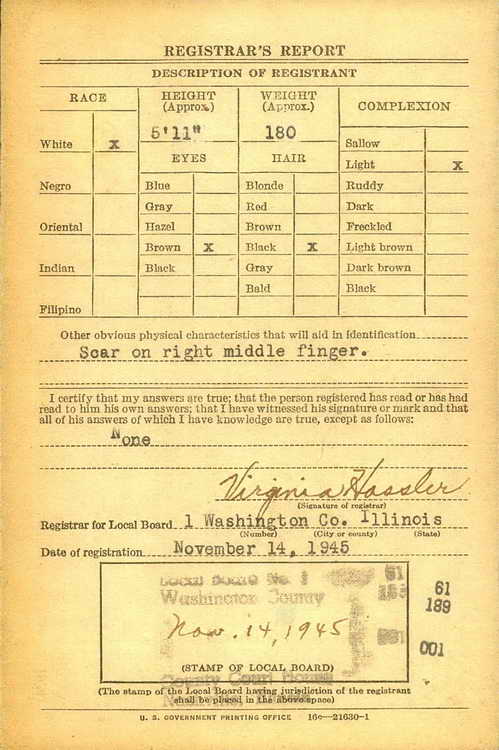 REGISTRAR'S REPORT
DESCRIPTION OF REGISTRANT
RACE
HEIGHT (Approx.)
WEIGHT (Approx.)
COMPLEXION
5'11"
180
White X
Sallow
EYES
HAIR
Light X
Negro
Blue
Blonde
Ruddy
Gray
Red
Dark
Oriental
Hazel
Brown
Freckled
Brown X
Black X
Light brown
Indian
Black
Gray
Dark brown
Bald
Black
Filipino
Other obvious physical characteristics that will aid in identification
Scar on right middle finger.
I certify that my answers are true; that the person registered has read or has had
read to him his own answers; that I have witnessed his signature or mark and that
all of his answers of which I have knowledge are true, except as follows:
None
Virginia Hassler
(Signature of registrar)
Registrar for Local Board 1 Washington Co. Illinois
(Number) (City or county) (State)
Date of registration November 14, 1945
Local Board No. 1 61
Washington County 189
Nov. 14, 1945
001
61
189
001
(STAMP OF LOCAL BOARD)
County Court House
(The stamp of the Local Board having jurisdiction of the registrant
shall be placed in the above space)
U. S. GOVERNMENT PRINTING OFFICE 16c—21630-1